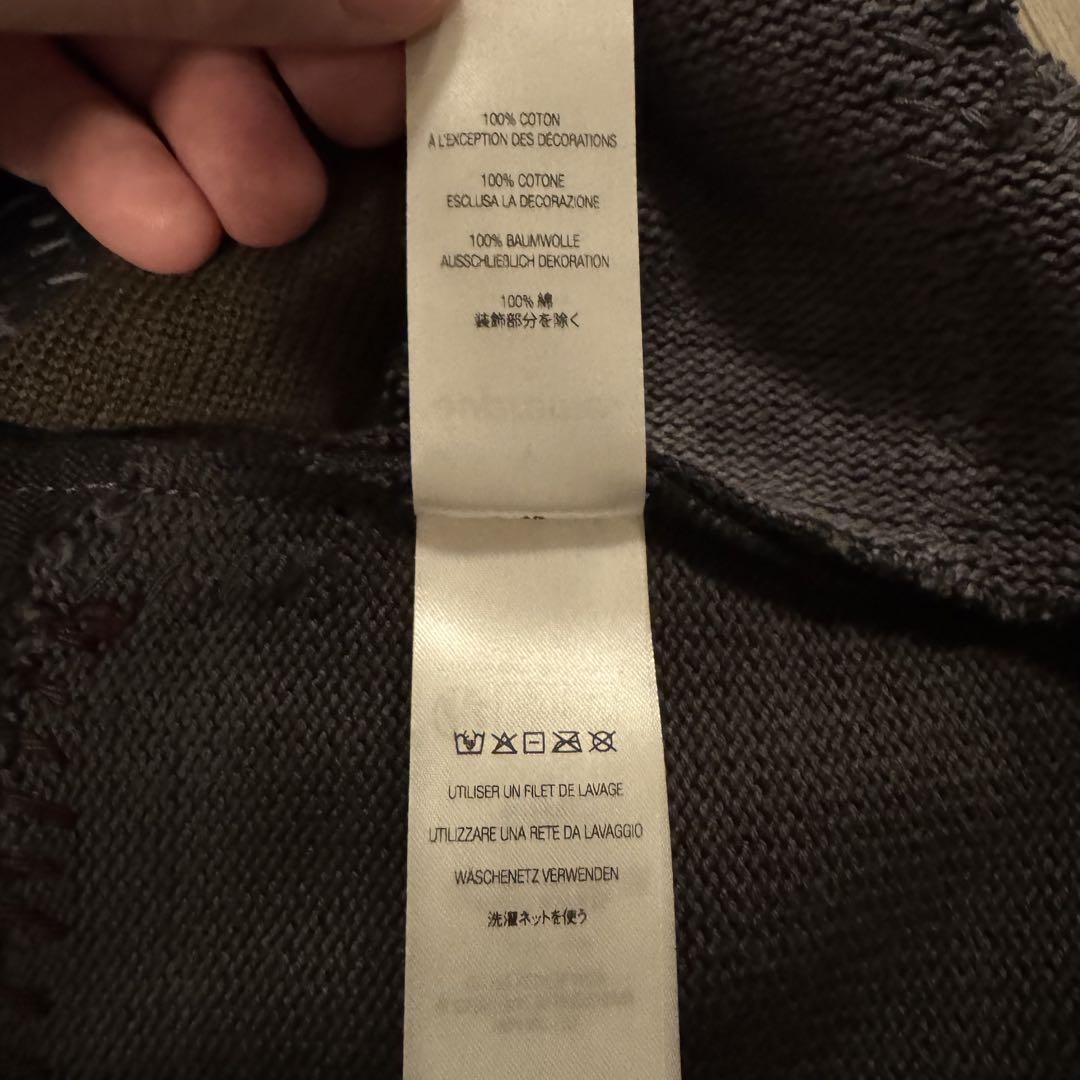 100% COTON
À L'EXCEPTION DES DÉCORATIONS
100% COTONE
ESCLUSA LA DECORAZIONE
100% BAUMWOLLE
AUSSCHLIEßLICH DEKORATION
100% 綿
装飾部分を除く
UTILISER UN FILET DE LAVAGE
UTILIZZARE UNA RETE DA LAVAGGIO
WÄSCHENETZ VERWENDEN
洗濯ネットを使う